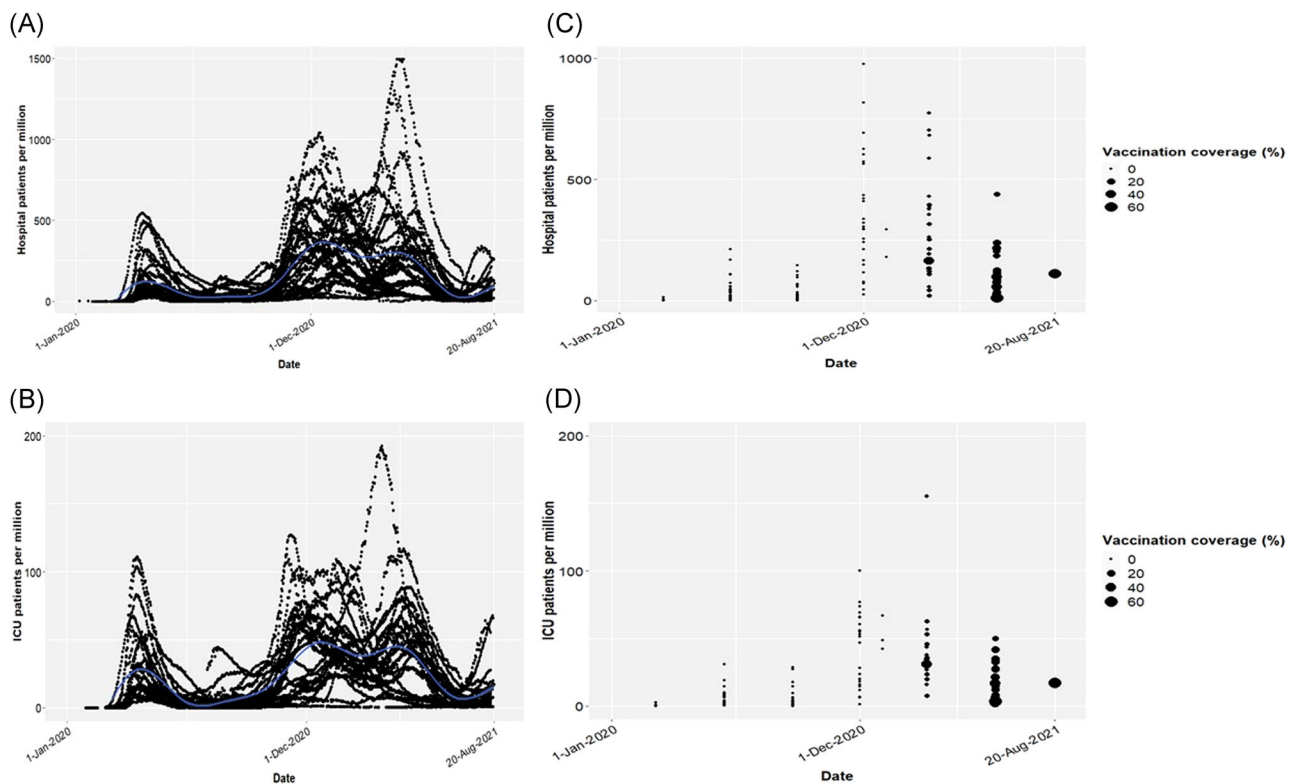 (A)
Hospital patients per million
1500
1000
500
0
1-Jan-2020
1-Dec-2020
20-Aug-2021
Date
(C)
Hospital patients per million
1000
500
0
1-Jan-2020
1-Dec-2020
20-Aug-2021
Date
Vaccination coverage (%)
0
20
40
60
(B)
ICU patients per million
200
100
0
1-Jan-2020
1-Dec-2020
20-Aug-2021
Date
(D)
ICU patients per million
200
100
0
1-Jan-2020
1-Dec-2020
20-Aug-2021
Date
Vaccination coverage (%)
0
20
40
60